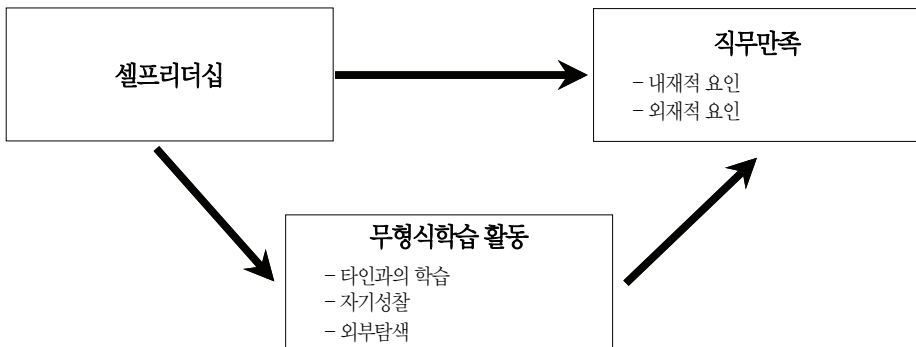 셀프리더십
직무만족
– 내재적 요인
– 외재적 요인
무형식학습 활동
– 타인과의 학습
– 자기성찰
– 외부탐색